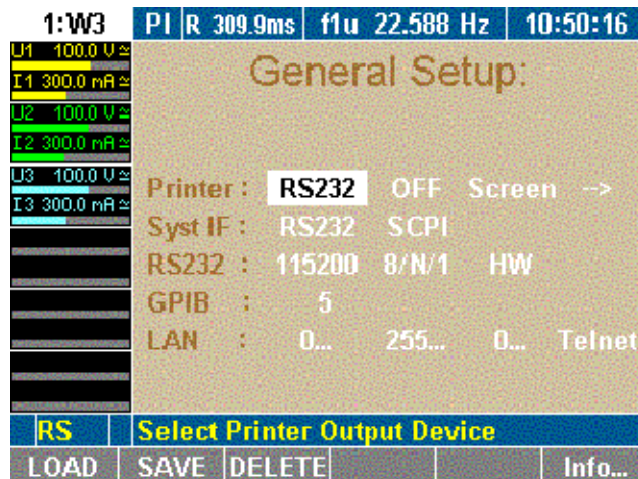 1:W3 PI R 309.9ms f1u 22.588 Hz 10:50:16
U1 100.0 V ≃
I1 300.0 mA ≃
U2 100.0 V ≃
I2 300.0 mA ≃
U3 100.0 V ≃
I3 300.0 mA ≃
General Setup:
Printer : RS232 OFF Screen -->
Syst IF : RS232 SCPI
RS232 : 115200 8/N/1 HW
GPIB : 5
LAN : 0... 255... 0... Telnet
RS Select Printer Output Device
LOAD SAVE DELETE Info...